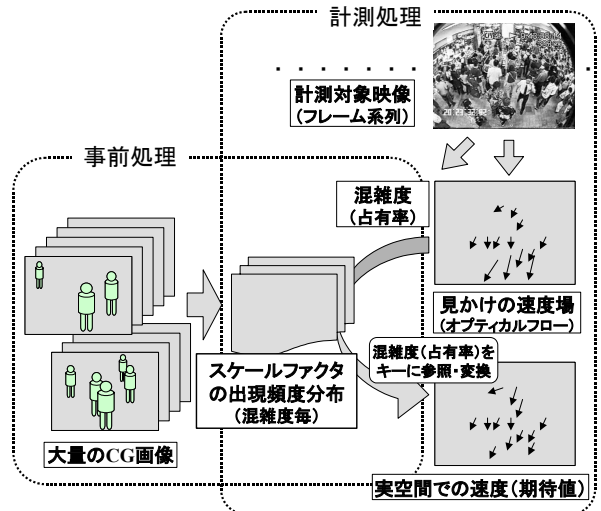 計測処理
計測対象映像
(フレーム系列)
事前処理
混雑度
(占有率)
見かけの速度場
(オプティカルフロー)
混雑度(占有率)を
キーに参照・変換
スケールファクタ
の出現頻度分布
(混雑度毎)
大量のCG画像
実空間での速度(期待値)